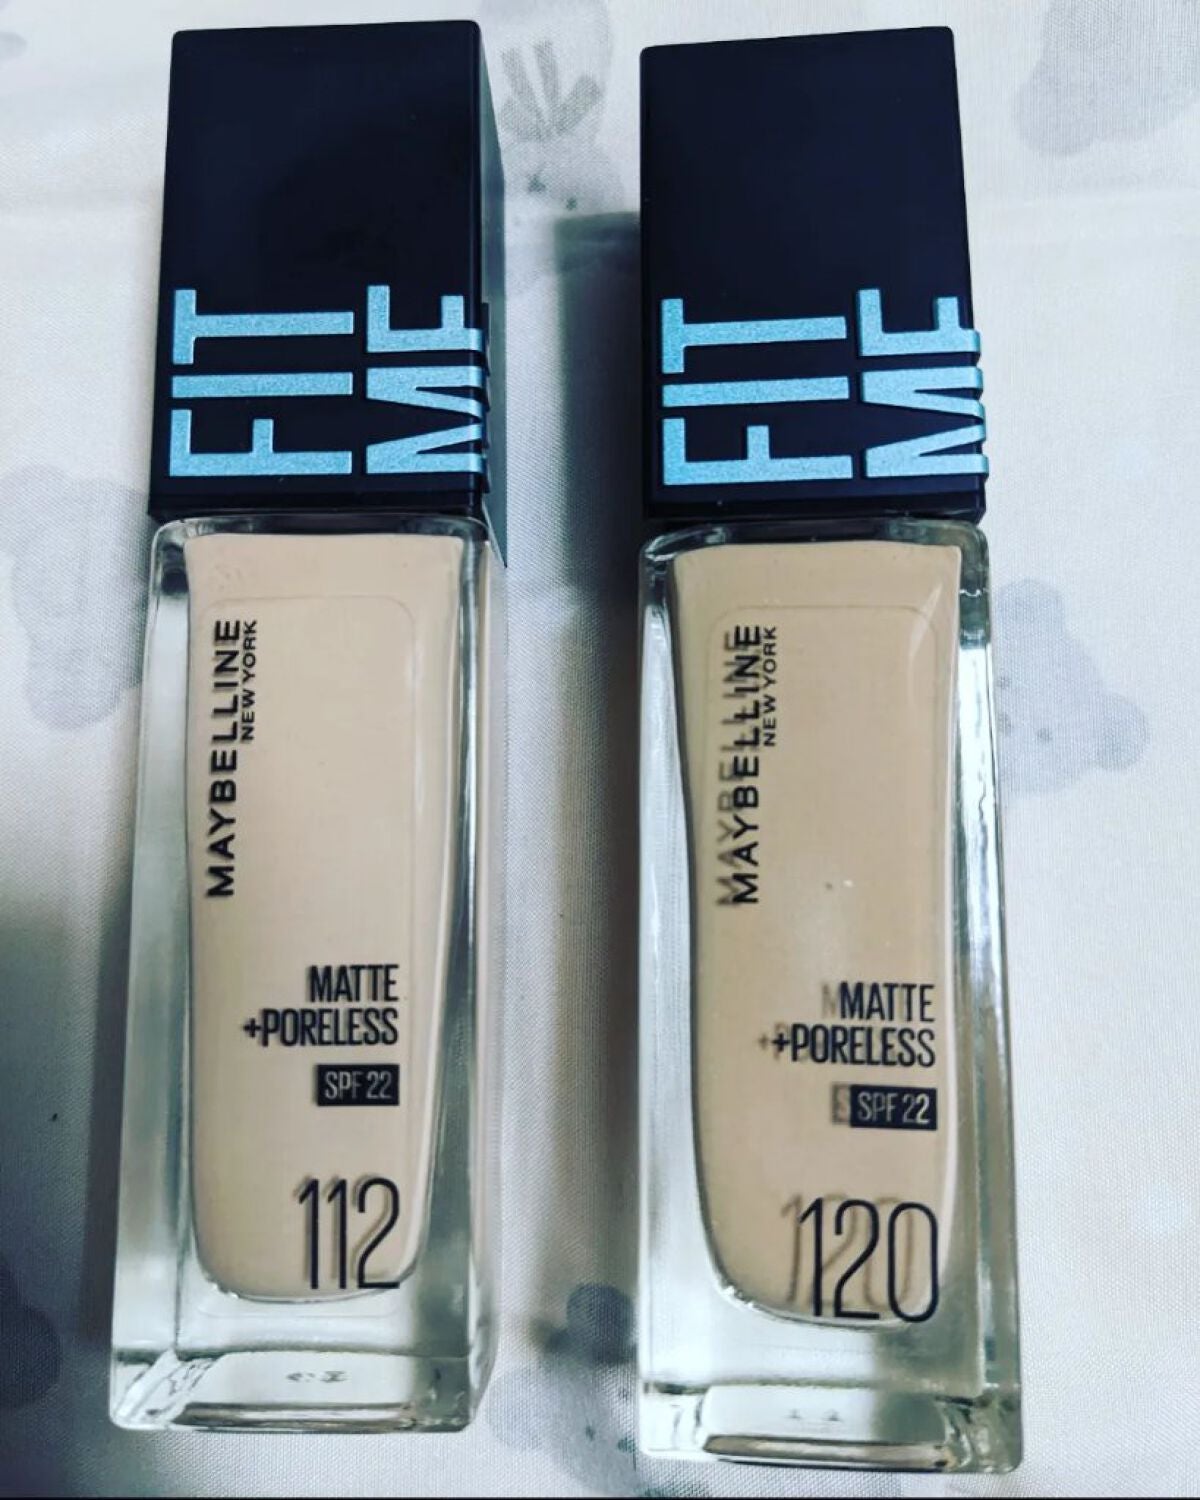 FIT
ME
MAYBELLINE
NEW YORK
MATTE
+PORELESS
SPF 22
112
FIT
ME
MAYBELLINE
NEW YORK
MATTE
+PORELESS
SPF 22
120